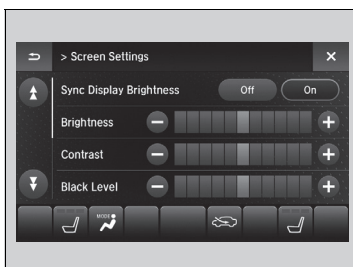 > Screen Settings
Sync Display Brightness Off On
Brightness
Contrast
Black Level
MODE